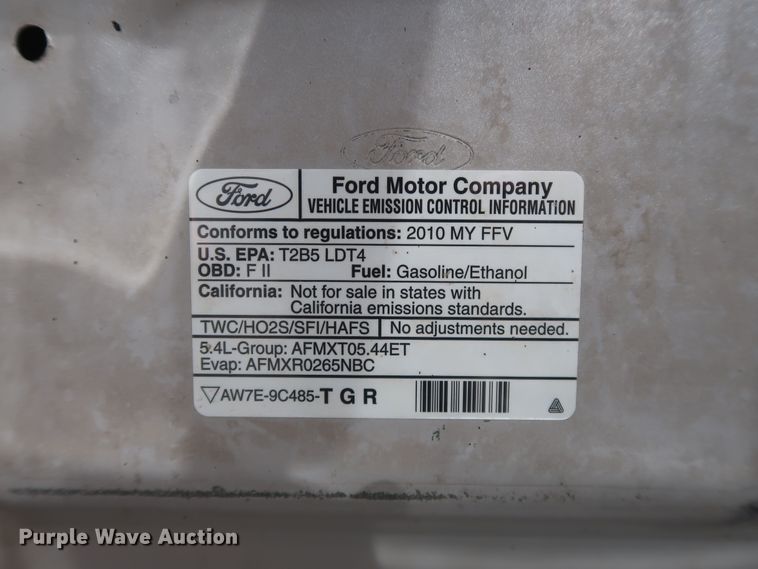 Ford
Ford
Ford Motor Company
VEHICLE EMISSION CONTROL INFORMATION
Conforms to regulations: 2010 MY FFV
U.S. EPA: T2B5 LDT4
OBD: F II Fuel: Gasoline/Ethanol
California: Not for sale in states with
California emissions standards.
TWC/HO2S/SFI/HAFS No adjustments needed.
5.4L-Group: AFMXT05.44ET
Evap: AFMXR0265NBC
AW7E-9C485-T G R
Purple Wave Auction